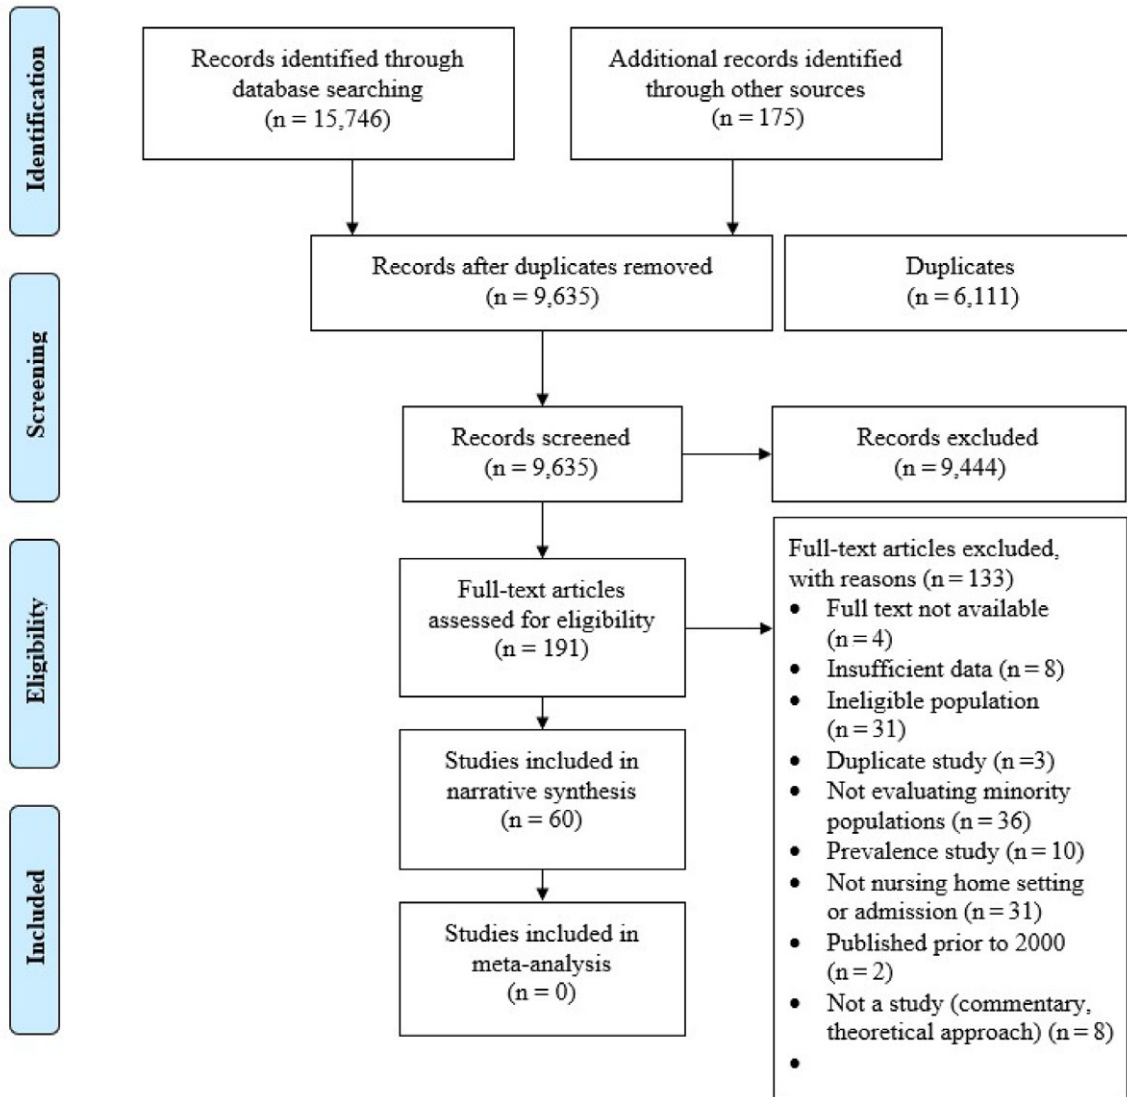 Identification
Records identified through
database searching
(n = 15,746)
Additional records identified
through other sources
(n = 175)
Records after duplicates removed
(n = 9,635)
Duplicates
(n = 6,111)
Screening
Records screened
(n = 9,635)
Records excluded
(n = 9,444)
Eligibility
Full-text articles
assessed for eligibility
(n = 191)
Full-text articles excluded,
with reasons (n = 133)
• Full text not available
(n = 4)
• Insufficient data (n = 8)
• Ineligible population
(n = 31)
• Duplicate study (n =3)
• Not evaluating minority
populations (n = 36)
• Prevalence study (n = 10)
• Not nursing home setting
or admission (n = 31)
• Published prior to 2000
(n = 2)
• Not a study (commentary,
theoretical approach) (n = 8)
•
Studies included in
narrative synthesis
(n = 60)
Included
Studies included in
meta-analysis
(n = 0)